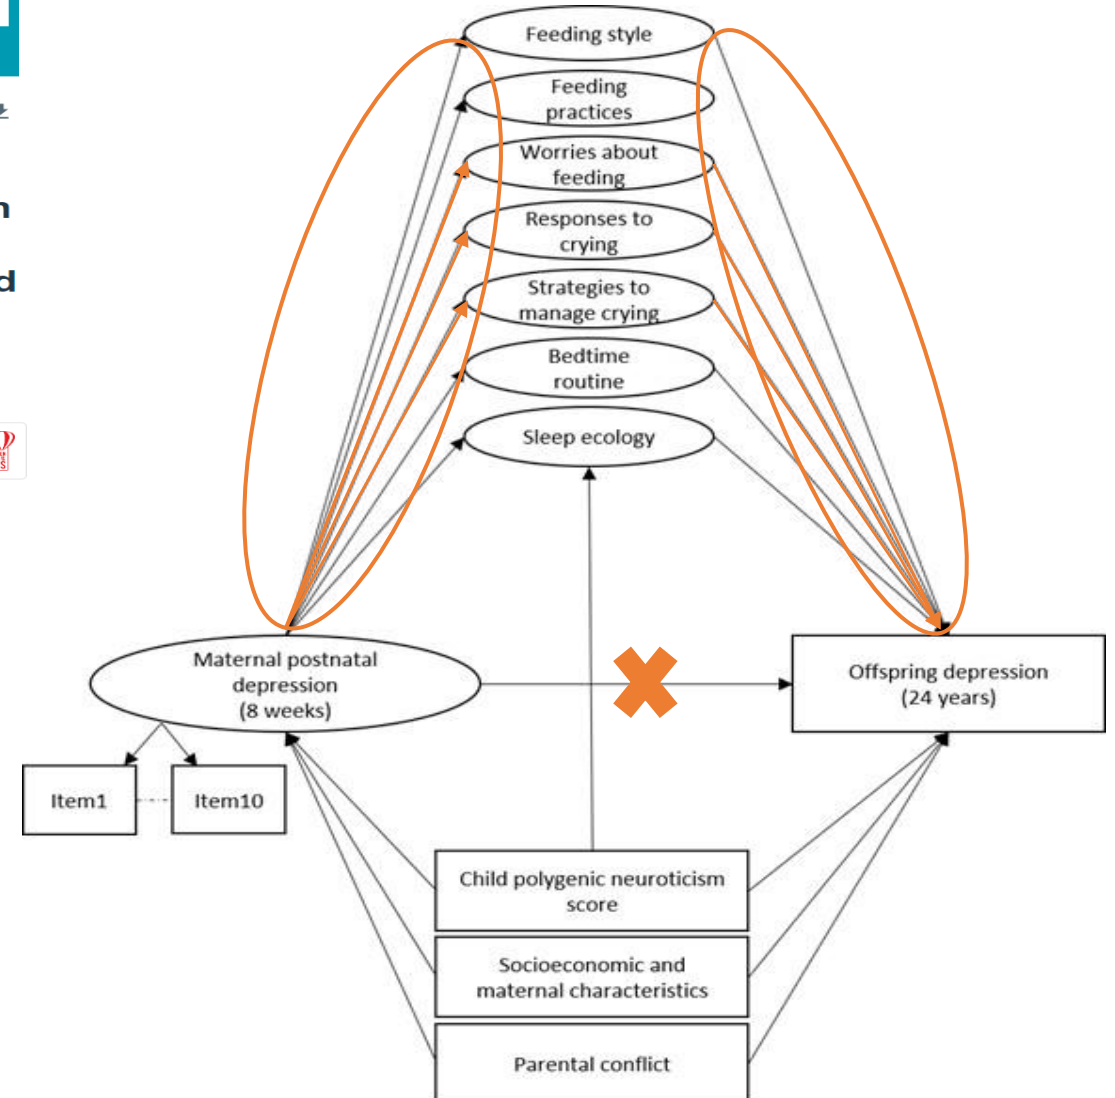 Feeding style
Feeding
practices
Worries about
feeding
Responses to
crying
Strategies to
manage crying
Bedtime
routine
Sleep ecology
Maternal postnatal
depression
(8 weeks)
Offspring depression
(24 years)
Item1
Item10
Child polygenic neuroticism
score
Socioeconomic and
maternal characteristics
Parental conflict